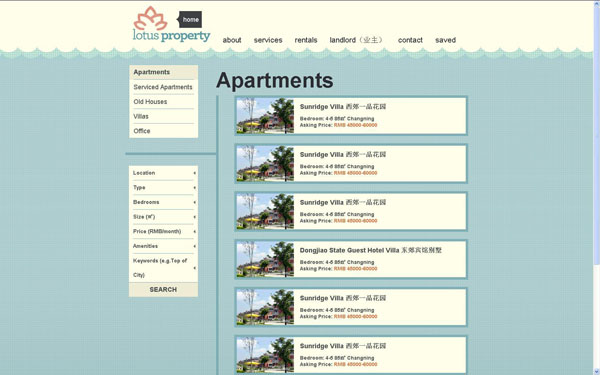 lotus property
home
about services rentals landlord（业主） contact saved
Apartments
Serviced Apartments
Old Houses
Villas
Office
Location
Type
Bedrooms
Size (㎡)
Price (RMB/month)
Amenities
Keywords (e.g.Top of
City)
SEARCH
Apartments
Sunridge Villa 西郊一品花园
Bedroom: 4-6 Changning
Asking Price: RMB 45000-60000
Sunridge Villa 西郊一品花园
Bedroom: 4-6 Changning
Asking Price: RMB 45000-60000
Sunridge Villa 西郊一品花园
Bedroom: 4-6 Changning
Asking Price: RMB 45000-60000
Dongjiao State Guest Hotel Villa 东郊宾馆别墅
Bedroom: 4-6 Changning
Asking Price: RMB 45000-60000
Sunridge Villa 西郊一品花园
Bedroom: 4-6 Changning
Asking Price: RMB 45000-60000
Sunridge Villa 西郊一品花园
Bedroom: 4-6 Changning
Asking Price: RMB 45000-60000